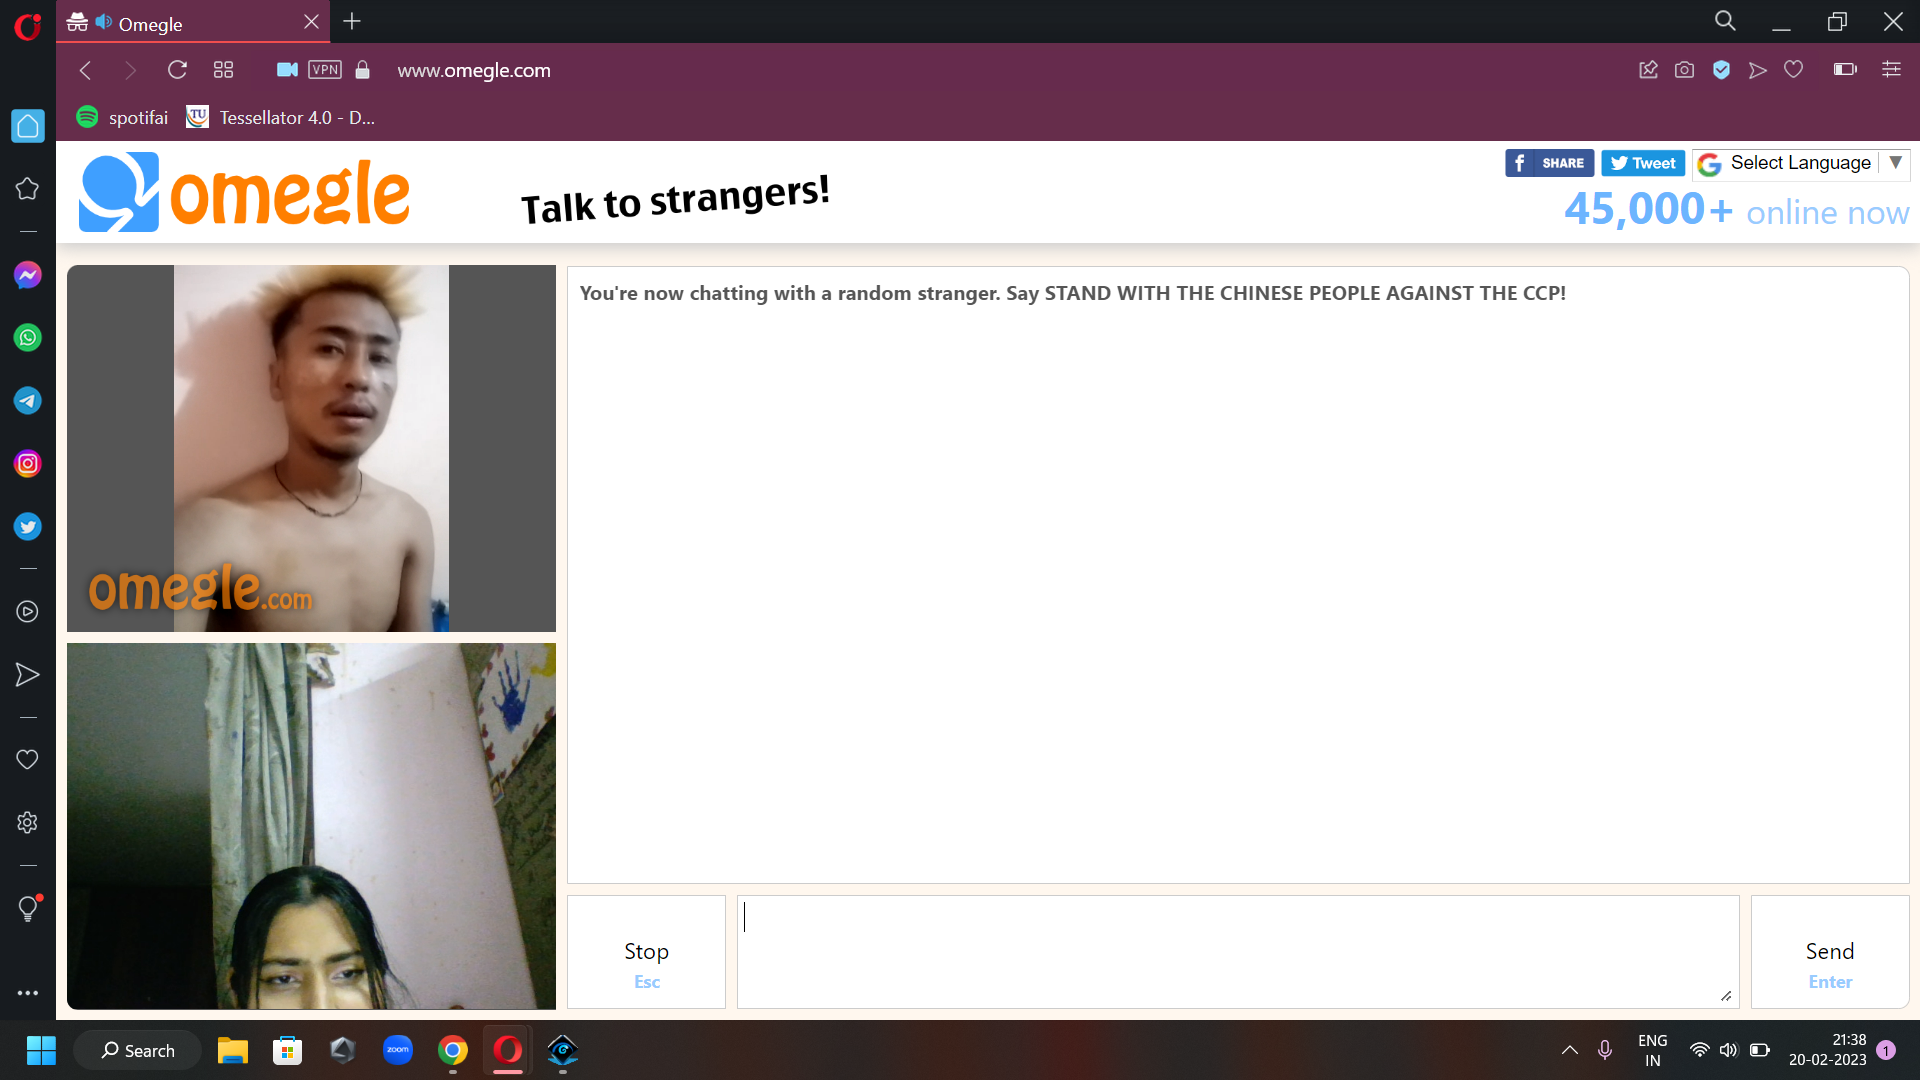 Omegle
VPN
www.omegle.com
spotifai
TU
Tessellator 4.0 - D...
omegle
Talk to strangers!
f SHARE
Tweet
G Select Language ▼
45,000+ online now
omegle.com
You're now chatting with a random stranger. Say STAND WITH THE CHINESE PEOPLE AGAINST THE CCP!
Stop
Esc
Send
Enter
Search
zoom
ENG
IN
21:38
20-02-2023
1